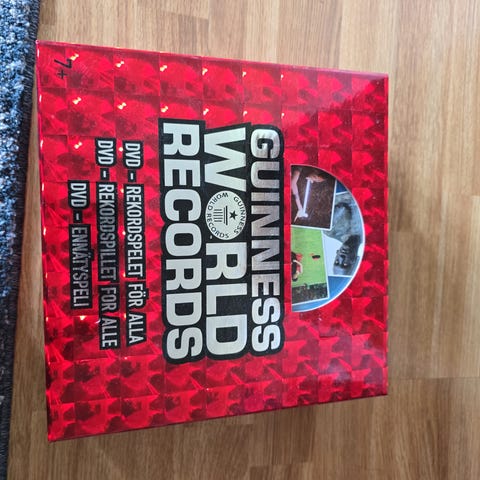 GUINNESS
WORLD
RECORDS
GUINNESS
WORLD RECORDS
DVD - REKORDSPELET FÖR ALLA
DVD - REKORDSPILLET FOR ALLE
DVD - ENNÄTYSPELI
7+